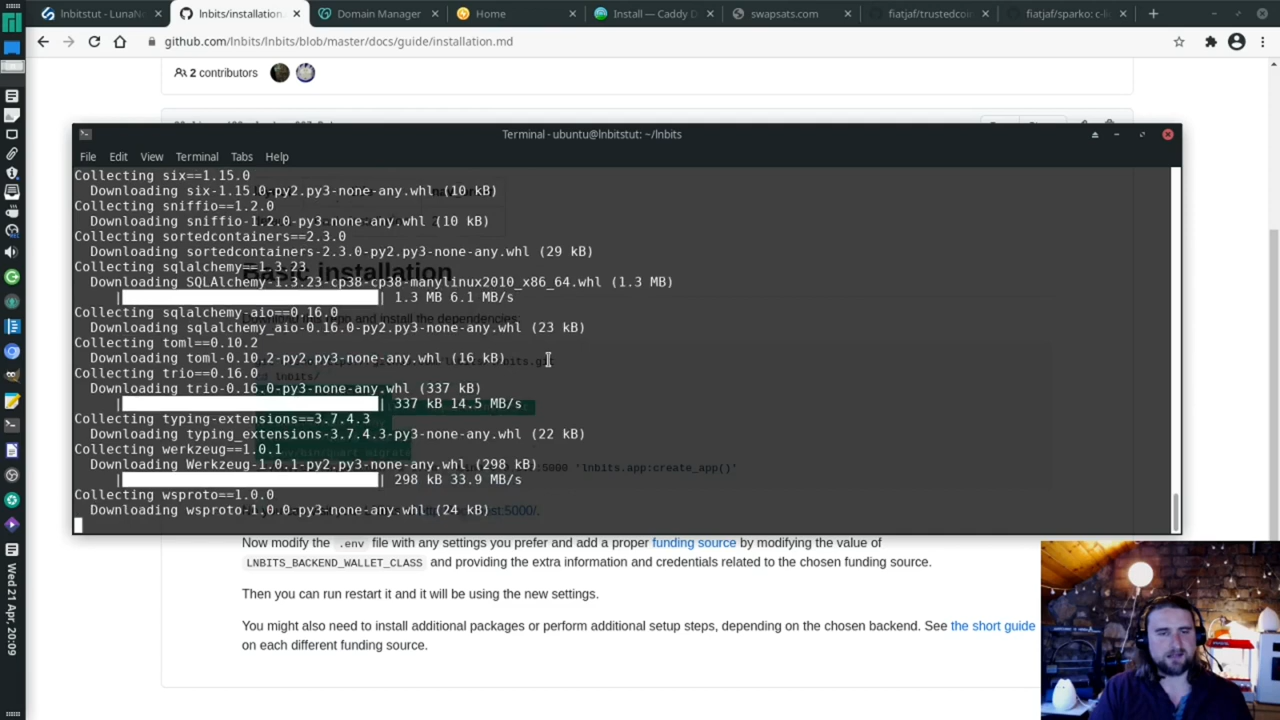 lnbitstut - LunaNo
lnbits/installation.
Domain Manager
Home
Install — Caddy D
swapsats.com
fiatjaf/trustedcoin
fiatjaf/sparko: c-li
github.com/lnbits/lnbits/blob/master/docs/guide/installation.md
2 contributors
Terminal - ubuntu@lnbitstut: ~/lnbits
File Edit View Terminal Tabs Help
Collecting six==1.15.0
Downloading six-1.15.0-py2.py3-none-any.whl (10 kB)
Collecting sniffio==1.2.0
Downloading sniffio-1.2.0-py3-none-any.whl (10 kB)
Collecting sortedcontainers==2.3.0
Downloading sortedcontainers-2.3.0-py2.py3-none-any.whl (29 kB)
Collecting sqlalchemy==1.3.23
Basic installation
Downloading SQLAlchemy-1.3.23-cp38-cp38-manylinux2010_x86_64.whl (1.3 MB)
| | 1.3 MB 6.1 MB/s
Collecting sqlalchemy-aio==0.16.0
Downloading sqlalchemy_aio-0.16.0-py2.py3-none-any.whl (23 kB)
Collecting toml==0.10.2
Downloading toml-0.10.2-py2.py3-none-any.whl (16 kB)
Collecting trio==0.16.0
Downloading trio-0.16.0-py3-none-any.whl (337 kB)
| | 337 kB 14.5 MB/s
Collecting typing-extensions==3.7.4.3
Downloading typing_extensions-3.7.4.3-py3-none-any.whl (22 kB)
Collecting werkzeug==1.0.1
Downloading Werkzeug-1.0.1-py2.py3-none-any.whl (298 kB)
:5000 'lnbits.app:create_app()'
| | 298 kB 33.9 MB/s
Collecting wsproto==1.0.0
Downloading wsproto-1.0.0-py3-none-any.whl (24 kB)
Now modify the .env file with any settings you prefer and add a proper funding source by modifying the value of
LNBITS_BACKEND_WALLET_CLASS and providing the extra information and credentials related to the chosen funding source.
Then you can run restart it and it will be using the new settings.
You might also need to install additional packages or perform additional setup steps, depending on the chosen backend. See the short guide
on each different funding source.
Wed 21 Apr, 20:09